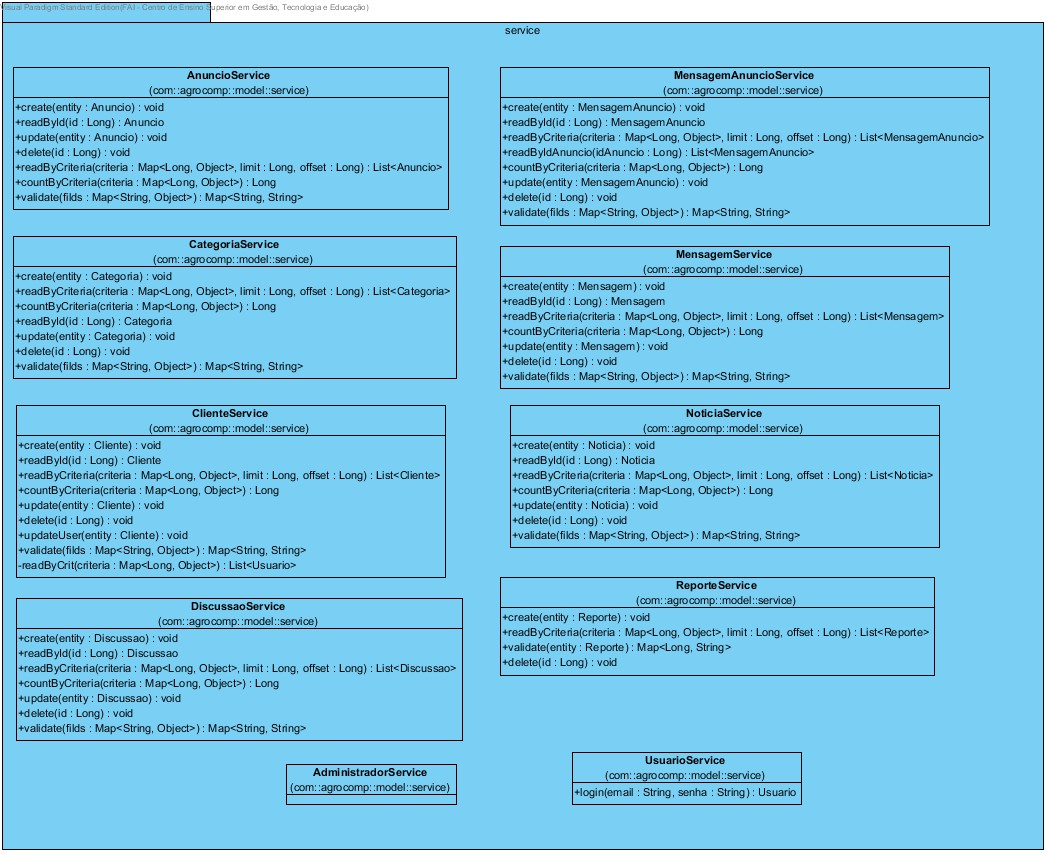 Visual Paradigm Standard Edition(FAI - Centro de Ensino Superior em Gestão, Tecnologia e Educação)
service
AnuncioService
(com::agrocomp::model::service)
+create(entity : Anuncio) : void
+readById(id : Long) : Anuncio
+update(entity : Anuncio) : void
+delete(id : Long) : void
+readByCriteria(criteria : Map<Long, Object>, limit : Long, offset : Long) : List<Anuncio>
+countByCriteria(criteria : Map<Long, Object>) : Long
+validate(filds : Map<String, Object>) : Map<String, String>
CategoriaService
(com::agrocomp::model::service)
+create(entity : Categoria) : void
+readByCriteria(criteria : Map<Long, Object>, limit : Long, offset : Long) : List<Categoria>
+countByCriteria(criteria : Map<Long, Object>) : Long
+readById(id : Long) : Categoria
+update(entity : Categoria) : void
+delete(id : Long) : void
+validate(filds : Map<String, Object>) : Map<String, String>
ClienteService
(com::agrocomp::model::service)
+create(entity : Cliente) : void
+readById(id : Long) : Cliente
+readByCriteria(criteria : Map<Long, Object>, limit : Long, offset : Long) : List<Cliente>
+countByCriteria(criteria : Map<Long, Object>) : Long
+update(entity : Cliente) : void
+delete(id : Long) : void
+updateUser(entity : Cliente) : void
+validate(filds : Map<String, Object>) : Map<String, String>
-readByCrit(criteria : Map<Long, Object>) : List<Usuario>
DiscussaoService
(com::agrocomp::model::service)
+create(entity : Discussao) : void
+readById(id : Long) : Discussao
+readByCriteria(criteria : Map<Long, Object>, limit : Long, offset : Long) : List<Discussao>
+countByCriteria(criteria : Map<Long, Object>) : Long
+update(entity : Discussao) : void
+delete(id : Long) : void
+validate(filds : Map<String, Object>) : Map<String, String>
AdministradorService
(com::agrocomp::model::service)
MensagemAnuncioService
(com::agrocomp::model::service)
+create(entity : MensagemAnuncio) : void
+readById(id : Long) : MensagemAnuncio
+readByCriteria(criteria : Map<Long, Object>, limit : Long, offset : Long) : List<MensagemAnuncio>
+readByIdAnuncio(idAnuncio : Long) : List<MensagemAnuncio>
+countByCriteria(criteria : Map<Long, Object>) : Long
+update(entity : MensagemAnuncio) : void
+delete(id : Long) : void
+validate(filds : Map<String, Object>) : Map<String, String>
MensagemService
(com::agrocomp::model::service)
+create(entity : Mensagem) : void
+readById(id : Long) : Mensagem
+readByCriteria(criteria : Map<Long, Object>, limit : Long, offset : Long) : List<Mensagem>
+countByCriteria(criteria : Map<Long, Object>) : Long
+update(entity : Mensagem) : void
+delete(id : Long) : void
+validate(filds : Map<String, Object>) : Map<String, String>
NoticiaService
(com::agrocomp::model::service)
+create(entity : Noticia) : void
+readById(id : Long) : Noticia
+readByCriteria(criteria : Map<Long, Object>, limit : Long, offset : Long) : List<Noticia>
+countByCriteria(criteria : Map<Long, Object>) : Long
+update(entity : Noticia) : void
+delete(id : Long) : void
+validate(filds : Map<String, Object>) : Map<String, String>
ReporteService
(com::agrocomp::model::service)
+create(entity : Reporte) : void
+readByCriteria(criteria : Map<Long, Object>, limit : Long, offset : Long) : List<Reporte>
+validate(entity : Reporte) : Map<Long, String>
+delete(id : Long) : void
UsuarioService
(com::agrocomp::model::service)
+login(email : String, senha : String) : Usuario